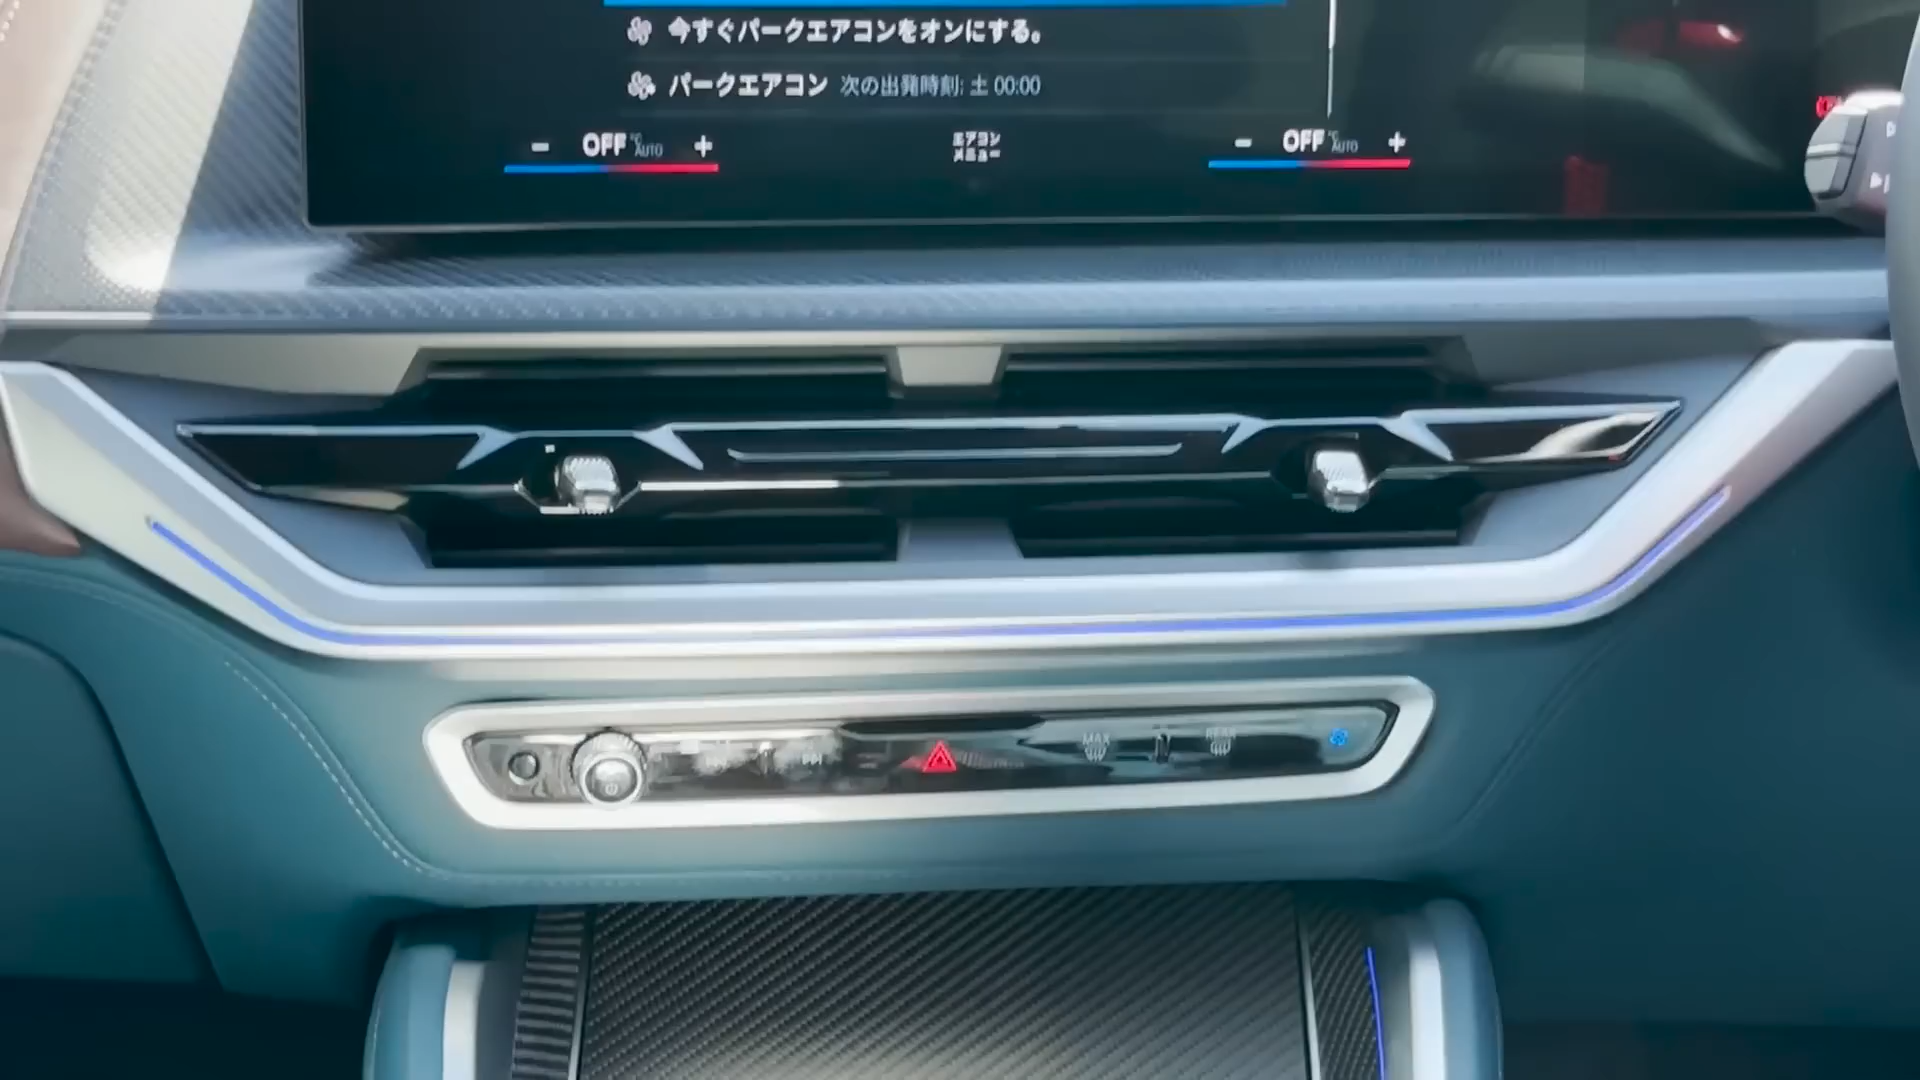 今すぐパークエアコンをオンにする。
パークエアコン 次の出発時刻: 土 00:00
- OFF °C AUTO +
エアコン
メニュー
- OFF °C AUTO +
MAX
REAR